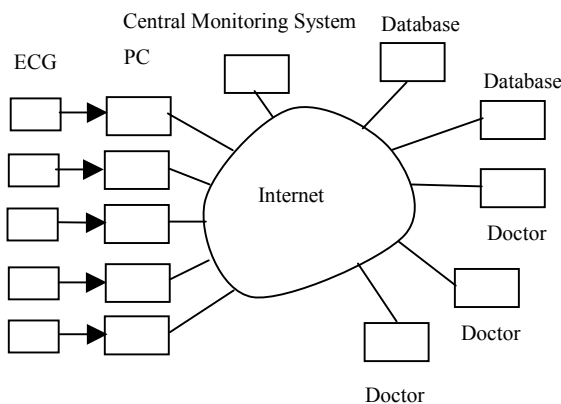 Central Monitoring System
Database
ECG
PC
Database
Internet
Doctor
Doctor
Doctor